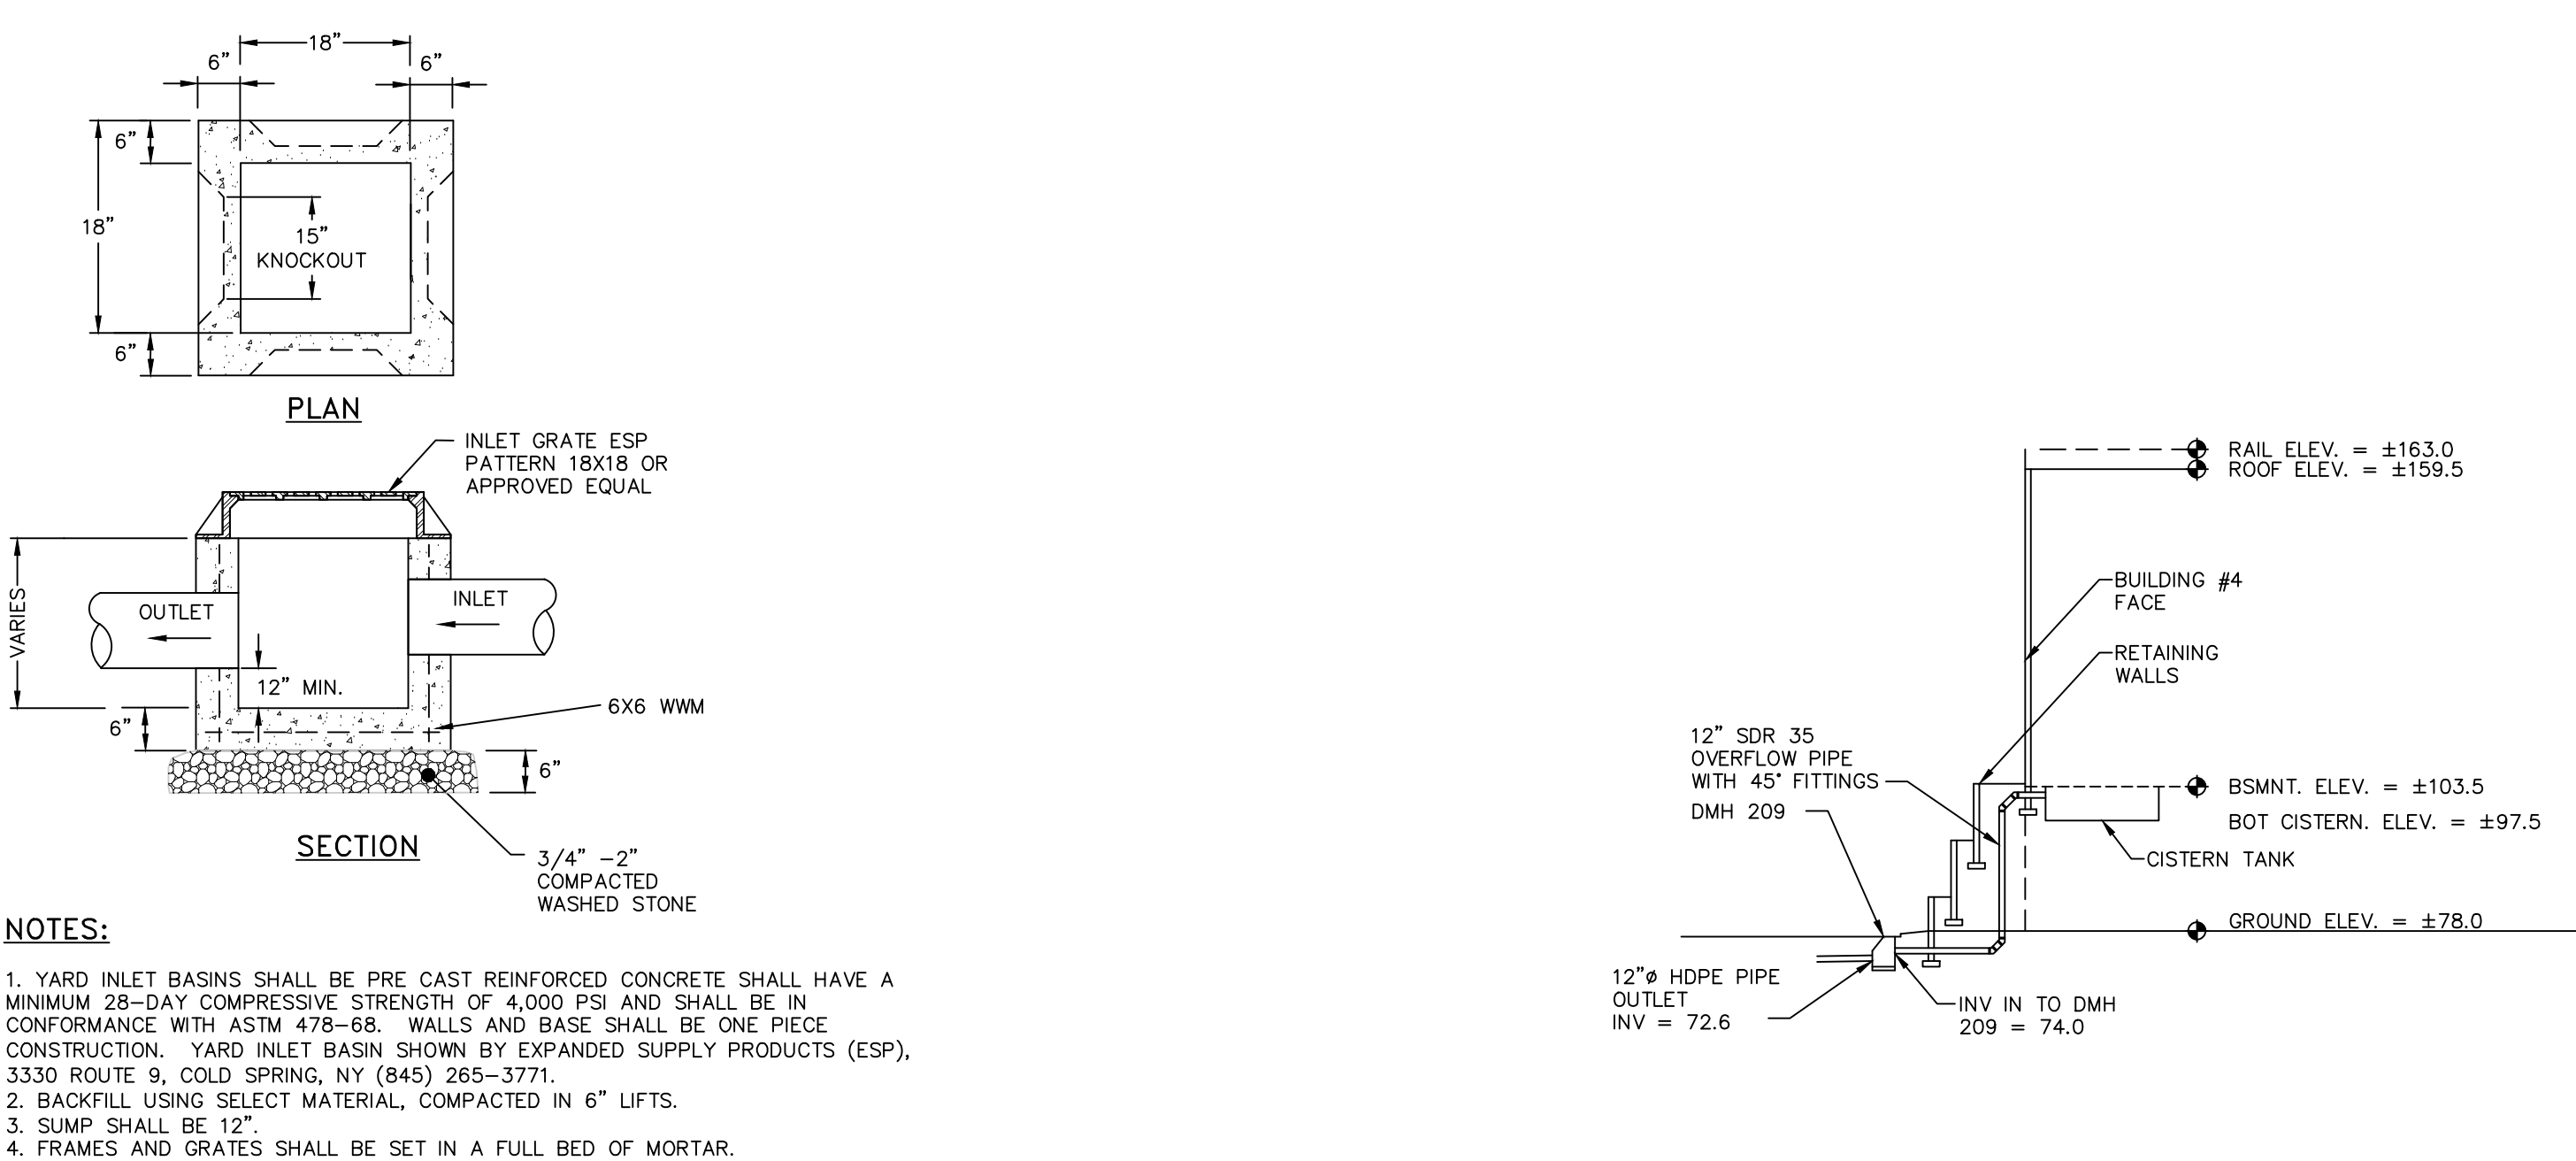 18"
6"
6"
6"
18"
15"
KNOCKOUT
6"
PLAN
INLET GRATE ESP
PATTERN 18X18 OR
APPROVED EQUAL
VARIES
OUTLET
INLET
12" MIN.
6X6 WWM
6"
6"
SECTION
3/4" -2"
COMPACTED
WASHED STONE
NOTES:
1. YARD INLET BASINS SHALL BE PRE CAST REINFORCED CONCRETE SHALL HAVE A
MINIMUM 28-DAY COMPRESSIVE STRENGTH OF 4,000 PSI AND SHALL BE IN
CONFORMANCE WITH ASTM 478-68. WALLS AND BASE SHALL BE ONE PIECE
CONSTRUCTION. YARD INLET BASIN SHOWN BY EXPANDED SUPPLY PRODUCTS (ESP),
3330 ROUTE 9, COLD SPRING, NY (845) 265-3771.
2. BACKFILL USING SELECT MATERIAL, COMPACTED IN 6" LIFTS.
3. SUMP SHALL BE 12".
4. FRAMES AND GRATES SHALL BE SET IN A FULL BED OF MORTAR.
RAIL ELEV. = ±163.0
ROOF ELEV. = ±159.5
BUILDING #4
FACE
RETAINING
WALLS
12" SDR 35
OVERFLOW PIPE
WITH 45° FITTINGS
DMH 209
BSMNT. ELEV. = ±103.5
BOT CISTERN. ELEV. = ±97.5
CISTERN TANK
GROUND ELEV. = ±78.0
12"ø HDPE PIPE
OUTLET
INV = 72.6
INV IN TO DMH
209 = 74.0